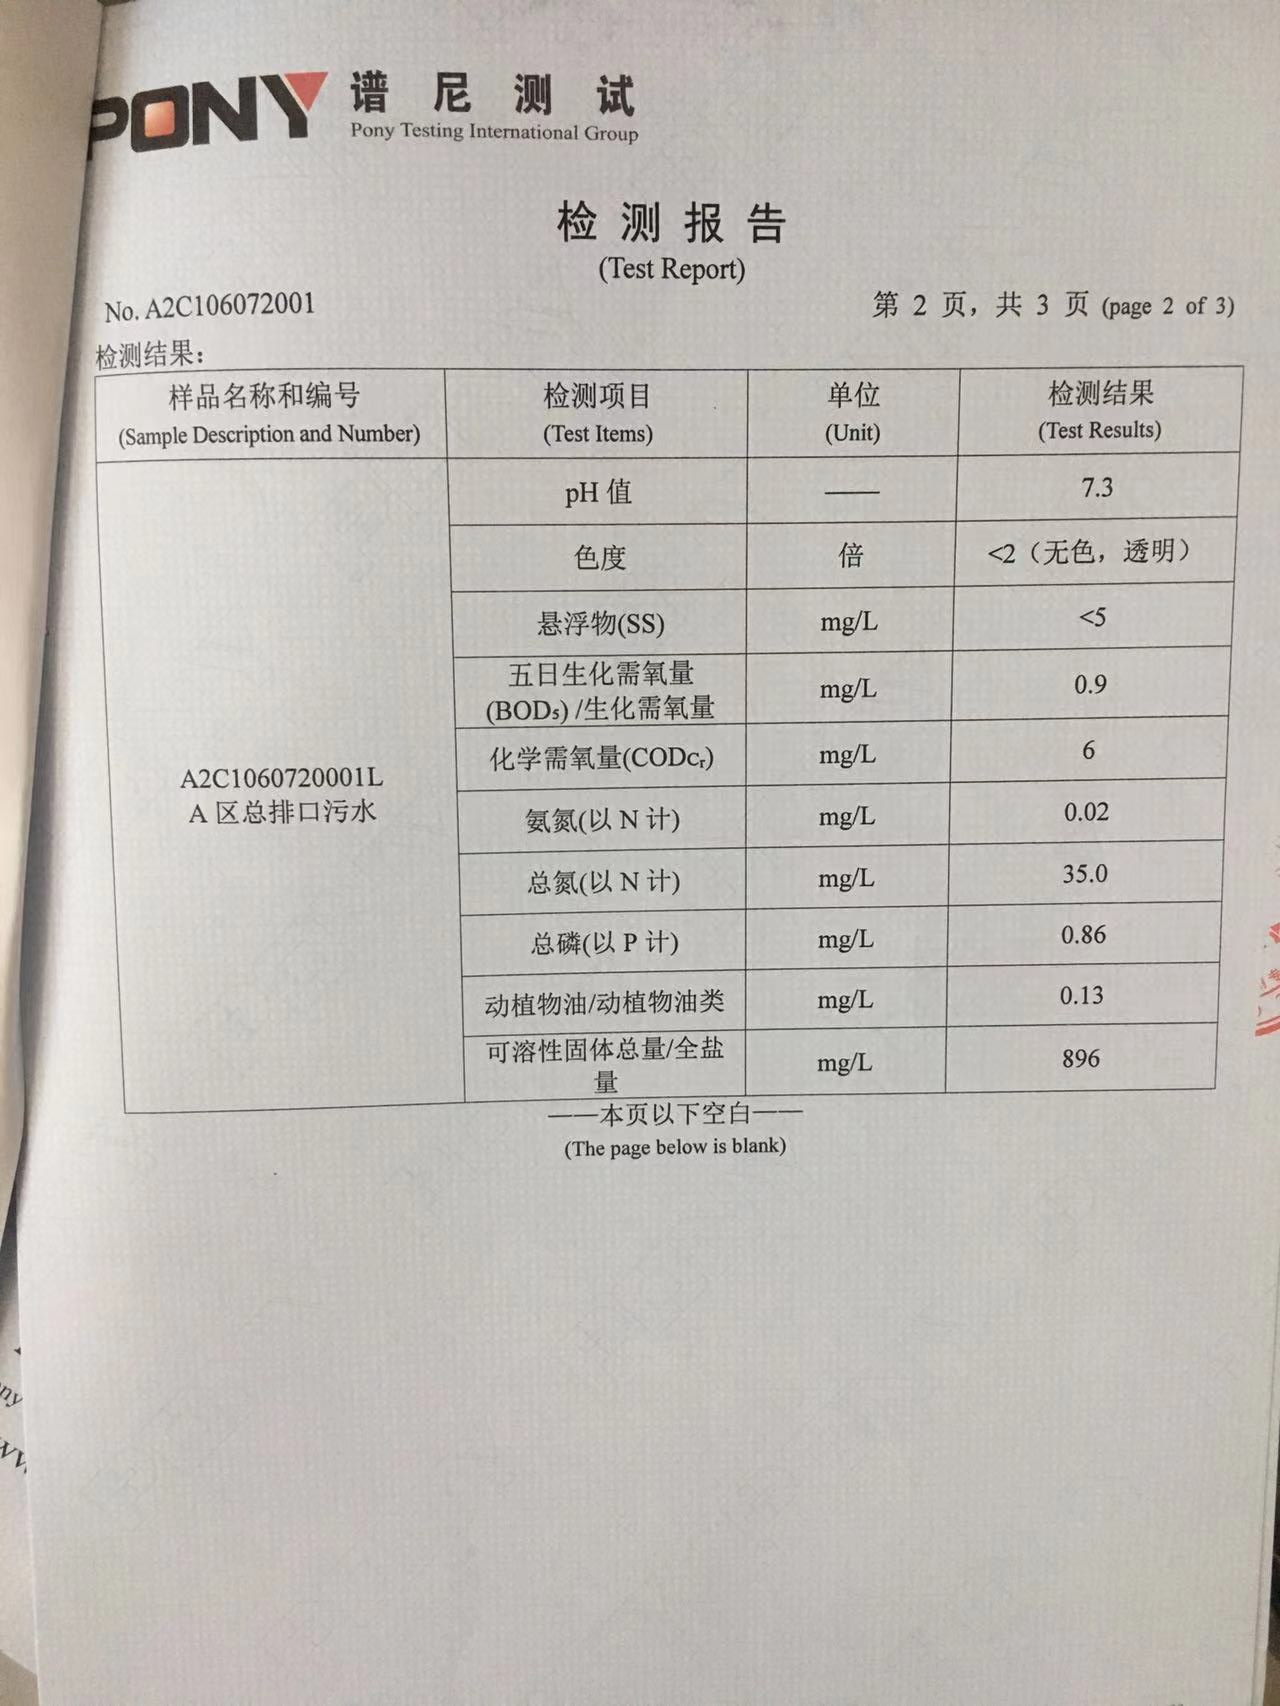 PONY 谱尼测试
Pony Testing International Group
检测报告
(Test Report)
No. A2C106072001
第 2 页，共 3 页 (page 2 of 3)
检测结果：
样品名称和编号 检测项目 单位 检测结果
(Sample Description and Number) (Test Items) (Unit) (Test Results)
pH 值 —— 7.3
色度 倍 <2（无色，透明）
悬浮物(SS) mg/L <5
五日生化需氧量
(BOD₅) /生化需氧量 mg/L 0.9
化学需氧量(CODcᵣ) mg/L 6
A2C1060720001L
A 区总排口污水
氨氮(以 N 计) mg/L 0.02
总氮(以 N 计) mg/L 35.0
总磷(以 P 计) mg/L 0.86
动植物油/动植物油类 mg/L 0.13
可溶性固体总量/全盐
量 mg/L 896
——本页以下空白——
(The page below is blank)